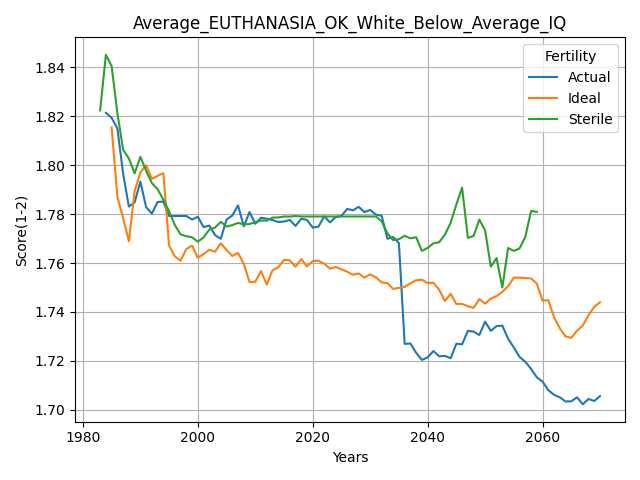 Average_EUTHANASIA_OK_White_Below_Average_IQ
Fertility
Actual
Ideal
Sterile
1.84
1.82
1.80
1.78
1.76
1.74
1.72
1.70
Score(1-2)
1980
2000
2020
2040
2060
Years